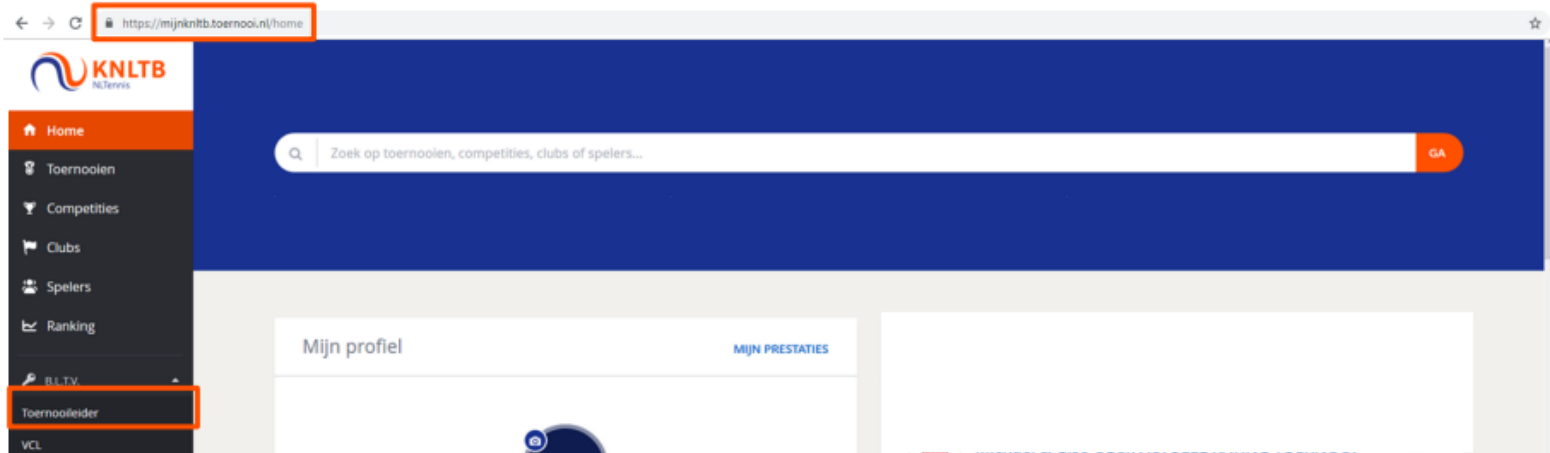 https://mijnknltb.toernooi.nl/home
KNLTB
NLTennis
Home
Toernooien
Competities
Clubs
Spelers
Ranking
B.L.T.V.
Toernooileider
VCL
Zoek op toernooien, competities, clubs of spelers...
GA
Mijn profiel
MIJN PRESTATIES